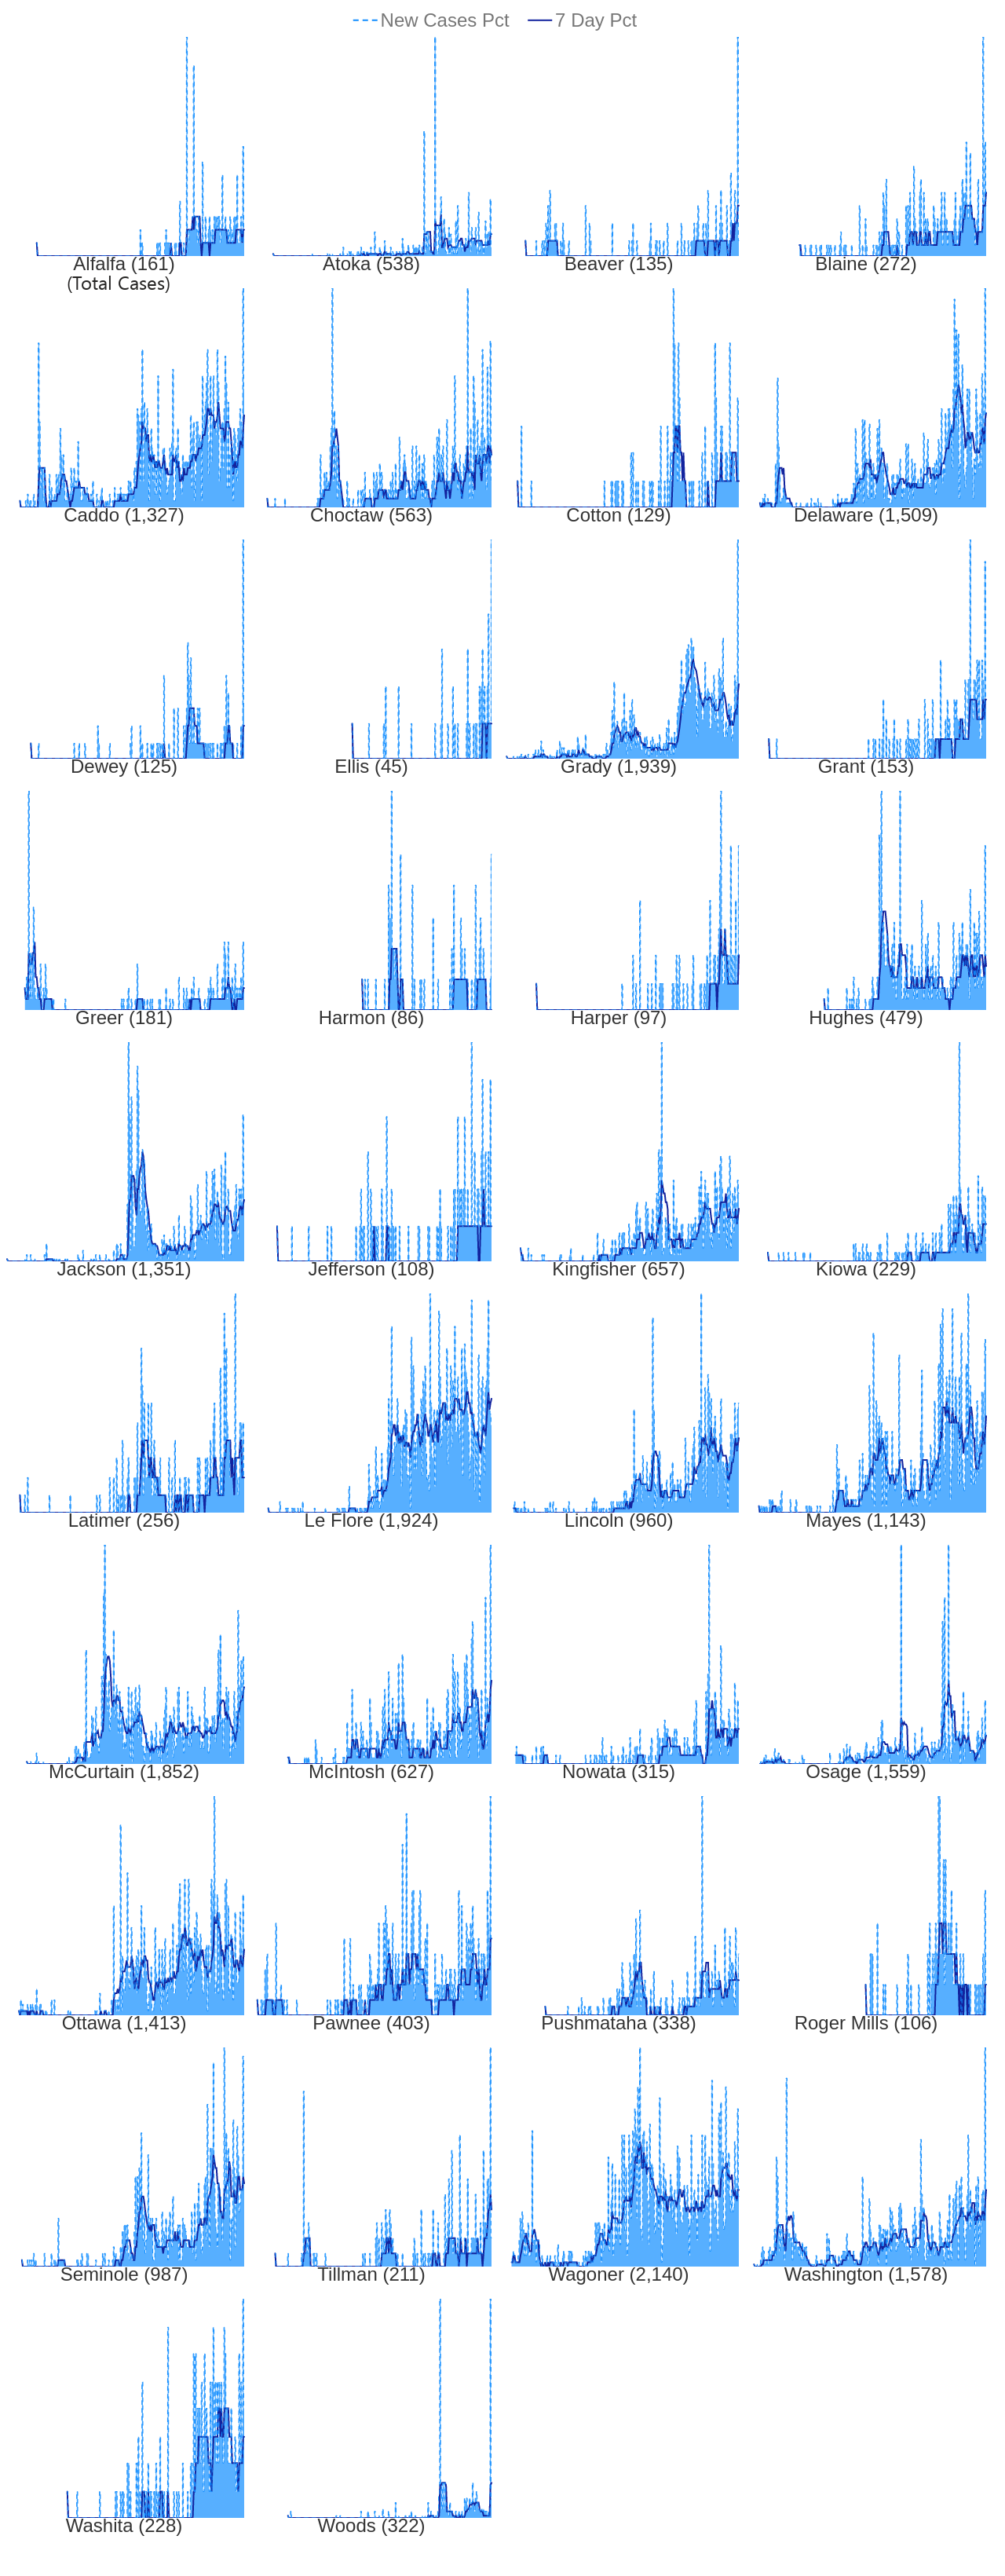 New Cases Pct 7 Day Pct
Alfalfa (161) Atoka (538) Beaver (135) Blaine (272)
(Total Cases)
Caddo (1,327) Choctaw (563) Cotton (129) Delaware (1,509)
Dewey (125) Ellis (45) Grady (1,939) Grant (153)
Greer (181) Harmon (86) Harper (97) Hughes (479)
Jackson (1,351) Jefferson (108) Kingfisher (657) Kiowa (229)
Latimer (256) Le Flore (1,924) Lincoln (960) Mayes (1,143)
McCurtain (1,852) McIntosh (627) Nowata (315) Osage (1,559)
Ottawa (1,413) Pawnee (403) Pushmataha (338) Roger Mills (106)
Seminole (987) Tillman (211) Wagoner (2,140) Washington (1,578)
Washita (228) Woods (322)